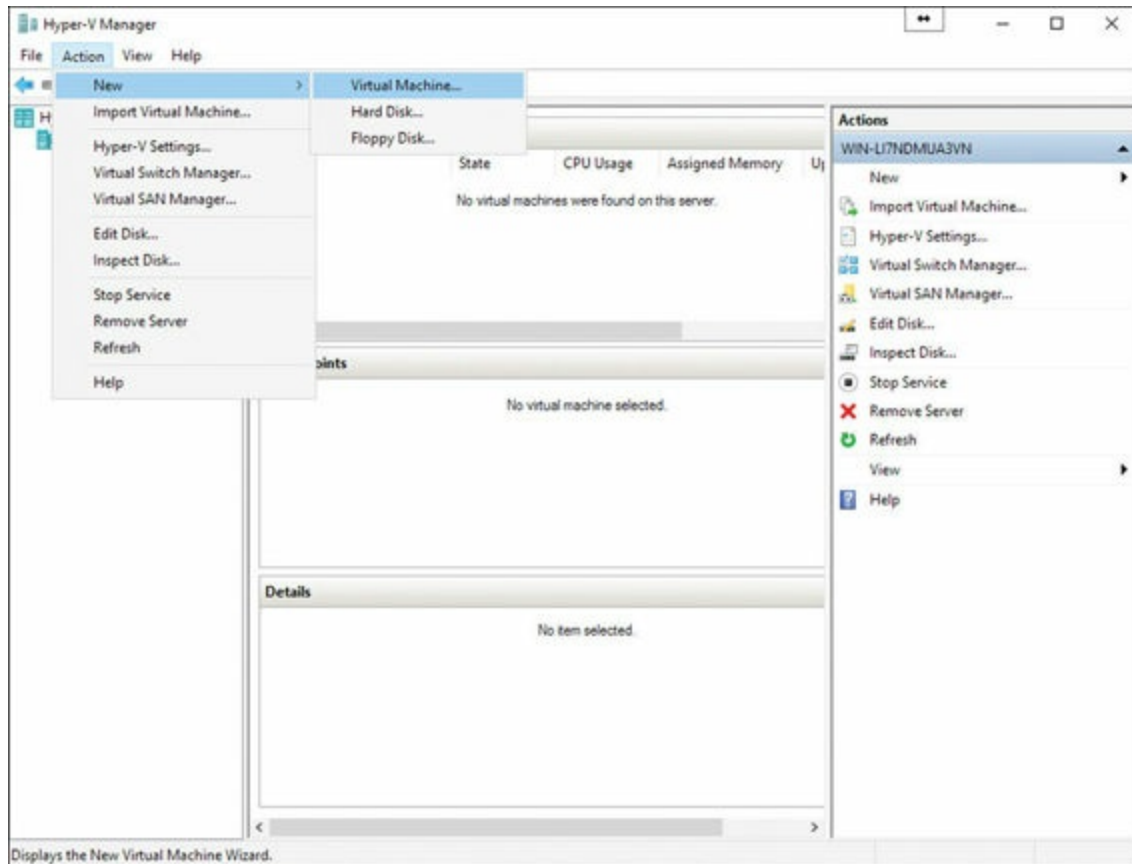 Hyper-V Manager
File Action View Help
New
Import Virtual Machine...
Hyper-V Settings...
Virtual Switch Manager...
Virtual SAN Manager...
Edit Disk...
Inspect Disk...
Stop Service
Remove Server
Refresh
Help
Virtual Machine...
Hard Disk...
Floppy Disk...
State CPU Usage Assigned Memory
No virtual machines were found on this server.
No virtual machine selected.
Details
No item selected.
Actions
WIN-LI7NDMUA3VN
New
Import Virtual Machine...
Hyper-V Settings...
Virtual Switch Manager...
Virtual SAN Manager...
Edit Disk...
Inspect Disk...
Stop Service
Remove Server
Refresh
View
Help
Displays the New Virtual Machine Wizard.